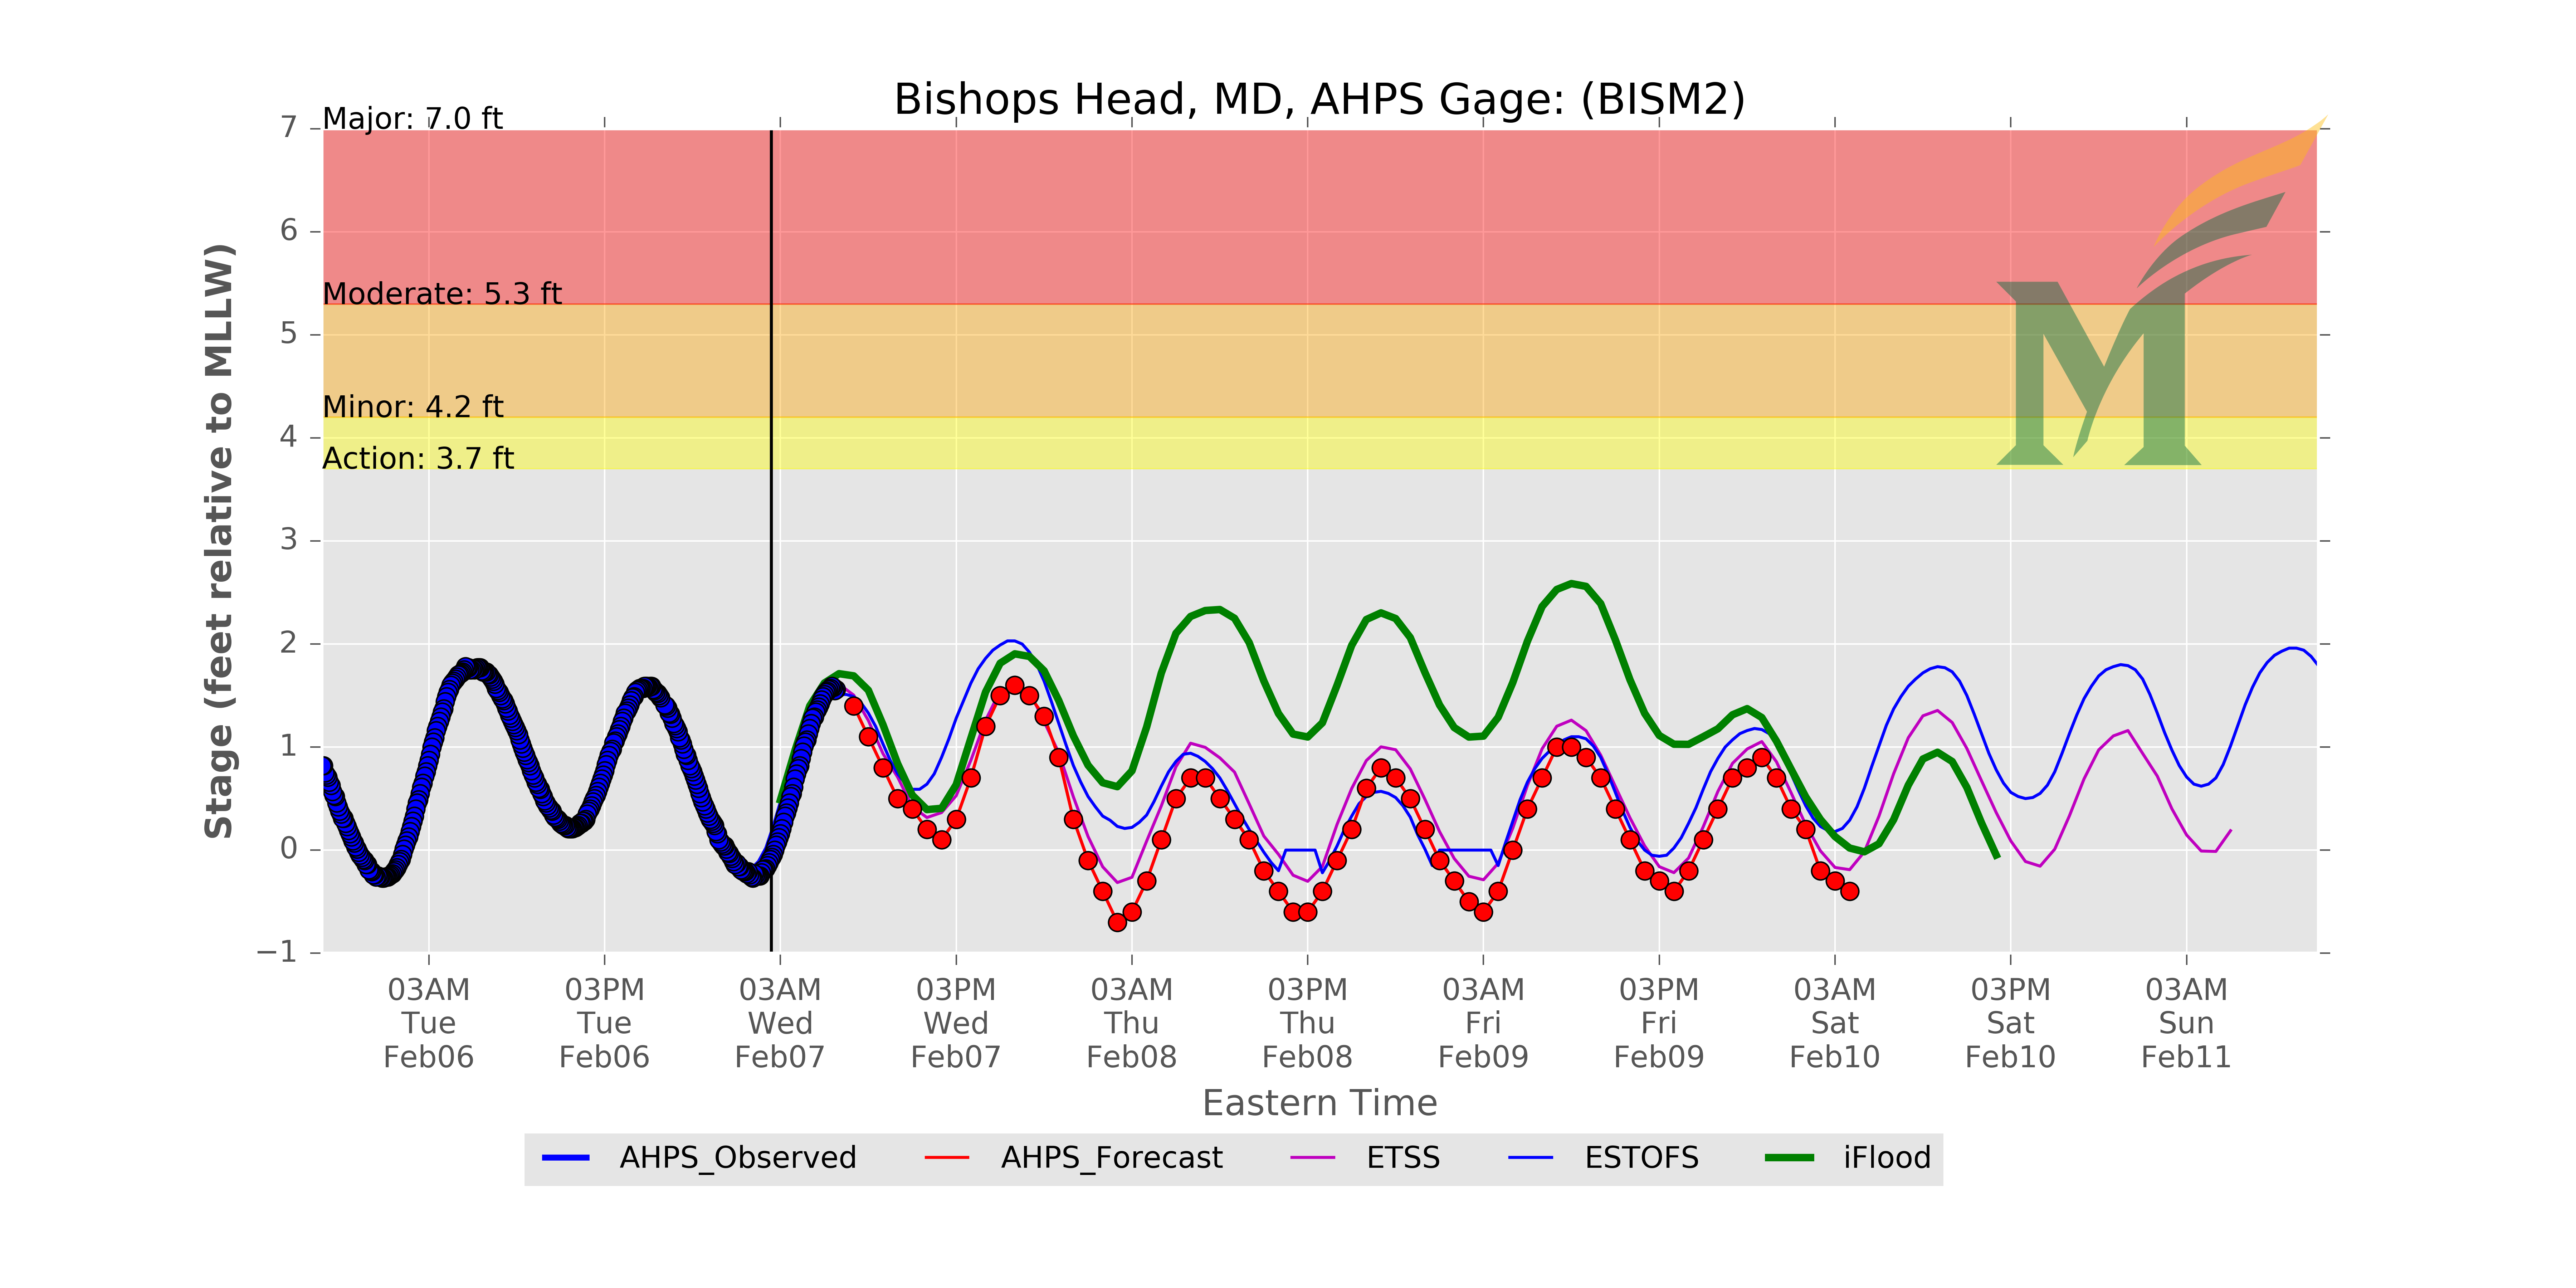 Bishops Head, MD, AHPS Gage: (BISM2)
Major: 7.0 ft
Moderate: 5.3 ft
Minor: 4.2 ft
Action: 3.7 ft
Stage (feet relative to MLLW)
7
6
5
4
3
2
1
0
−1
03AM Tue Feb06
03PM Tue Feb06
03AM Wed Feb07
03PM Wed Feb07
03AM Thu Feb08
03PM Thu Feb08
03AM Fri Feb09
03PM Fri Feb09
03AM Sat Feb10
03PM Sat Feb10
03AM Sun Feb11
Eastern Time
AHPS_Observed AHPS_Forecast ETSS ESTOFS iFlood
M